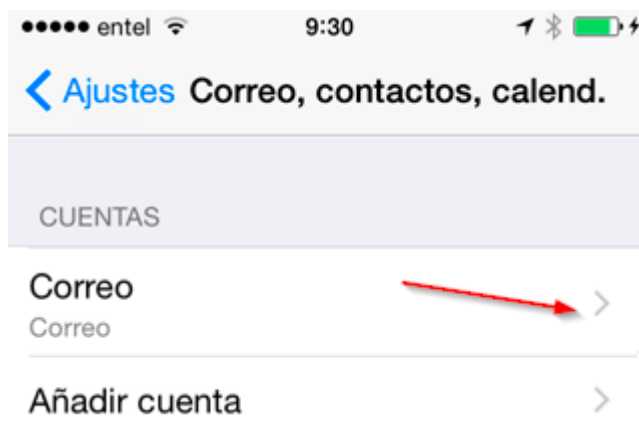 entel 9:30
Ajustes Correo, contactos, calend.
CUENTAS
Correo
Correo
Añadir cuenta